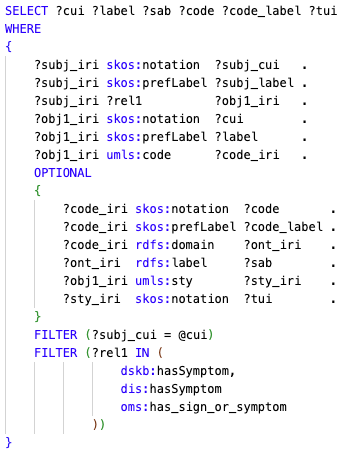 SELECT ?cui ?label ?sab ?code ?code_label ?tui
WHERE
{
    ?subj_iri skos:notation  ?subj_cui   .
    ?subj_iri skos:prefLabel ?subj_label .
    ?subj_iri ?rel1          ?obj1_iri   .
    ?obj1_iri skos:notation  ?cui        .
    ?obj1_iri skos:prefLabel ?label      .
    ?obj1_iri umls:code      ?code_iri   .
    OPTIONAL
    {
        ?code_iri skos:notation  ?code       .
        ?code_iri skos:prefLabel ?code_label .
        ?code_iri rdfs:domain    ?ont_iri    .
        ?ont_iri  rdfs:label     ?sab        .
        ?obj1_iri umls:sty       ?sty_iri    .
        ?sty_iri  skos:notation  ?tui        .
    }
    FILTER (?subj_cui = @cui)
    FILTER (?rel1 IN (
                dskb:hasSymptom,
                dis:hasSymptom
                oms:has_sign_or_symptom
            ))
}